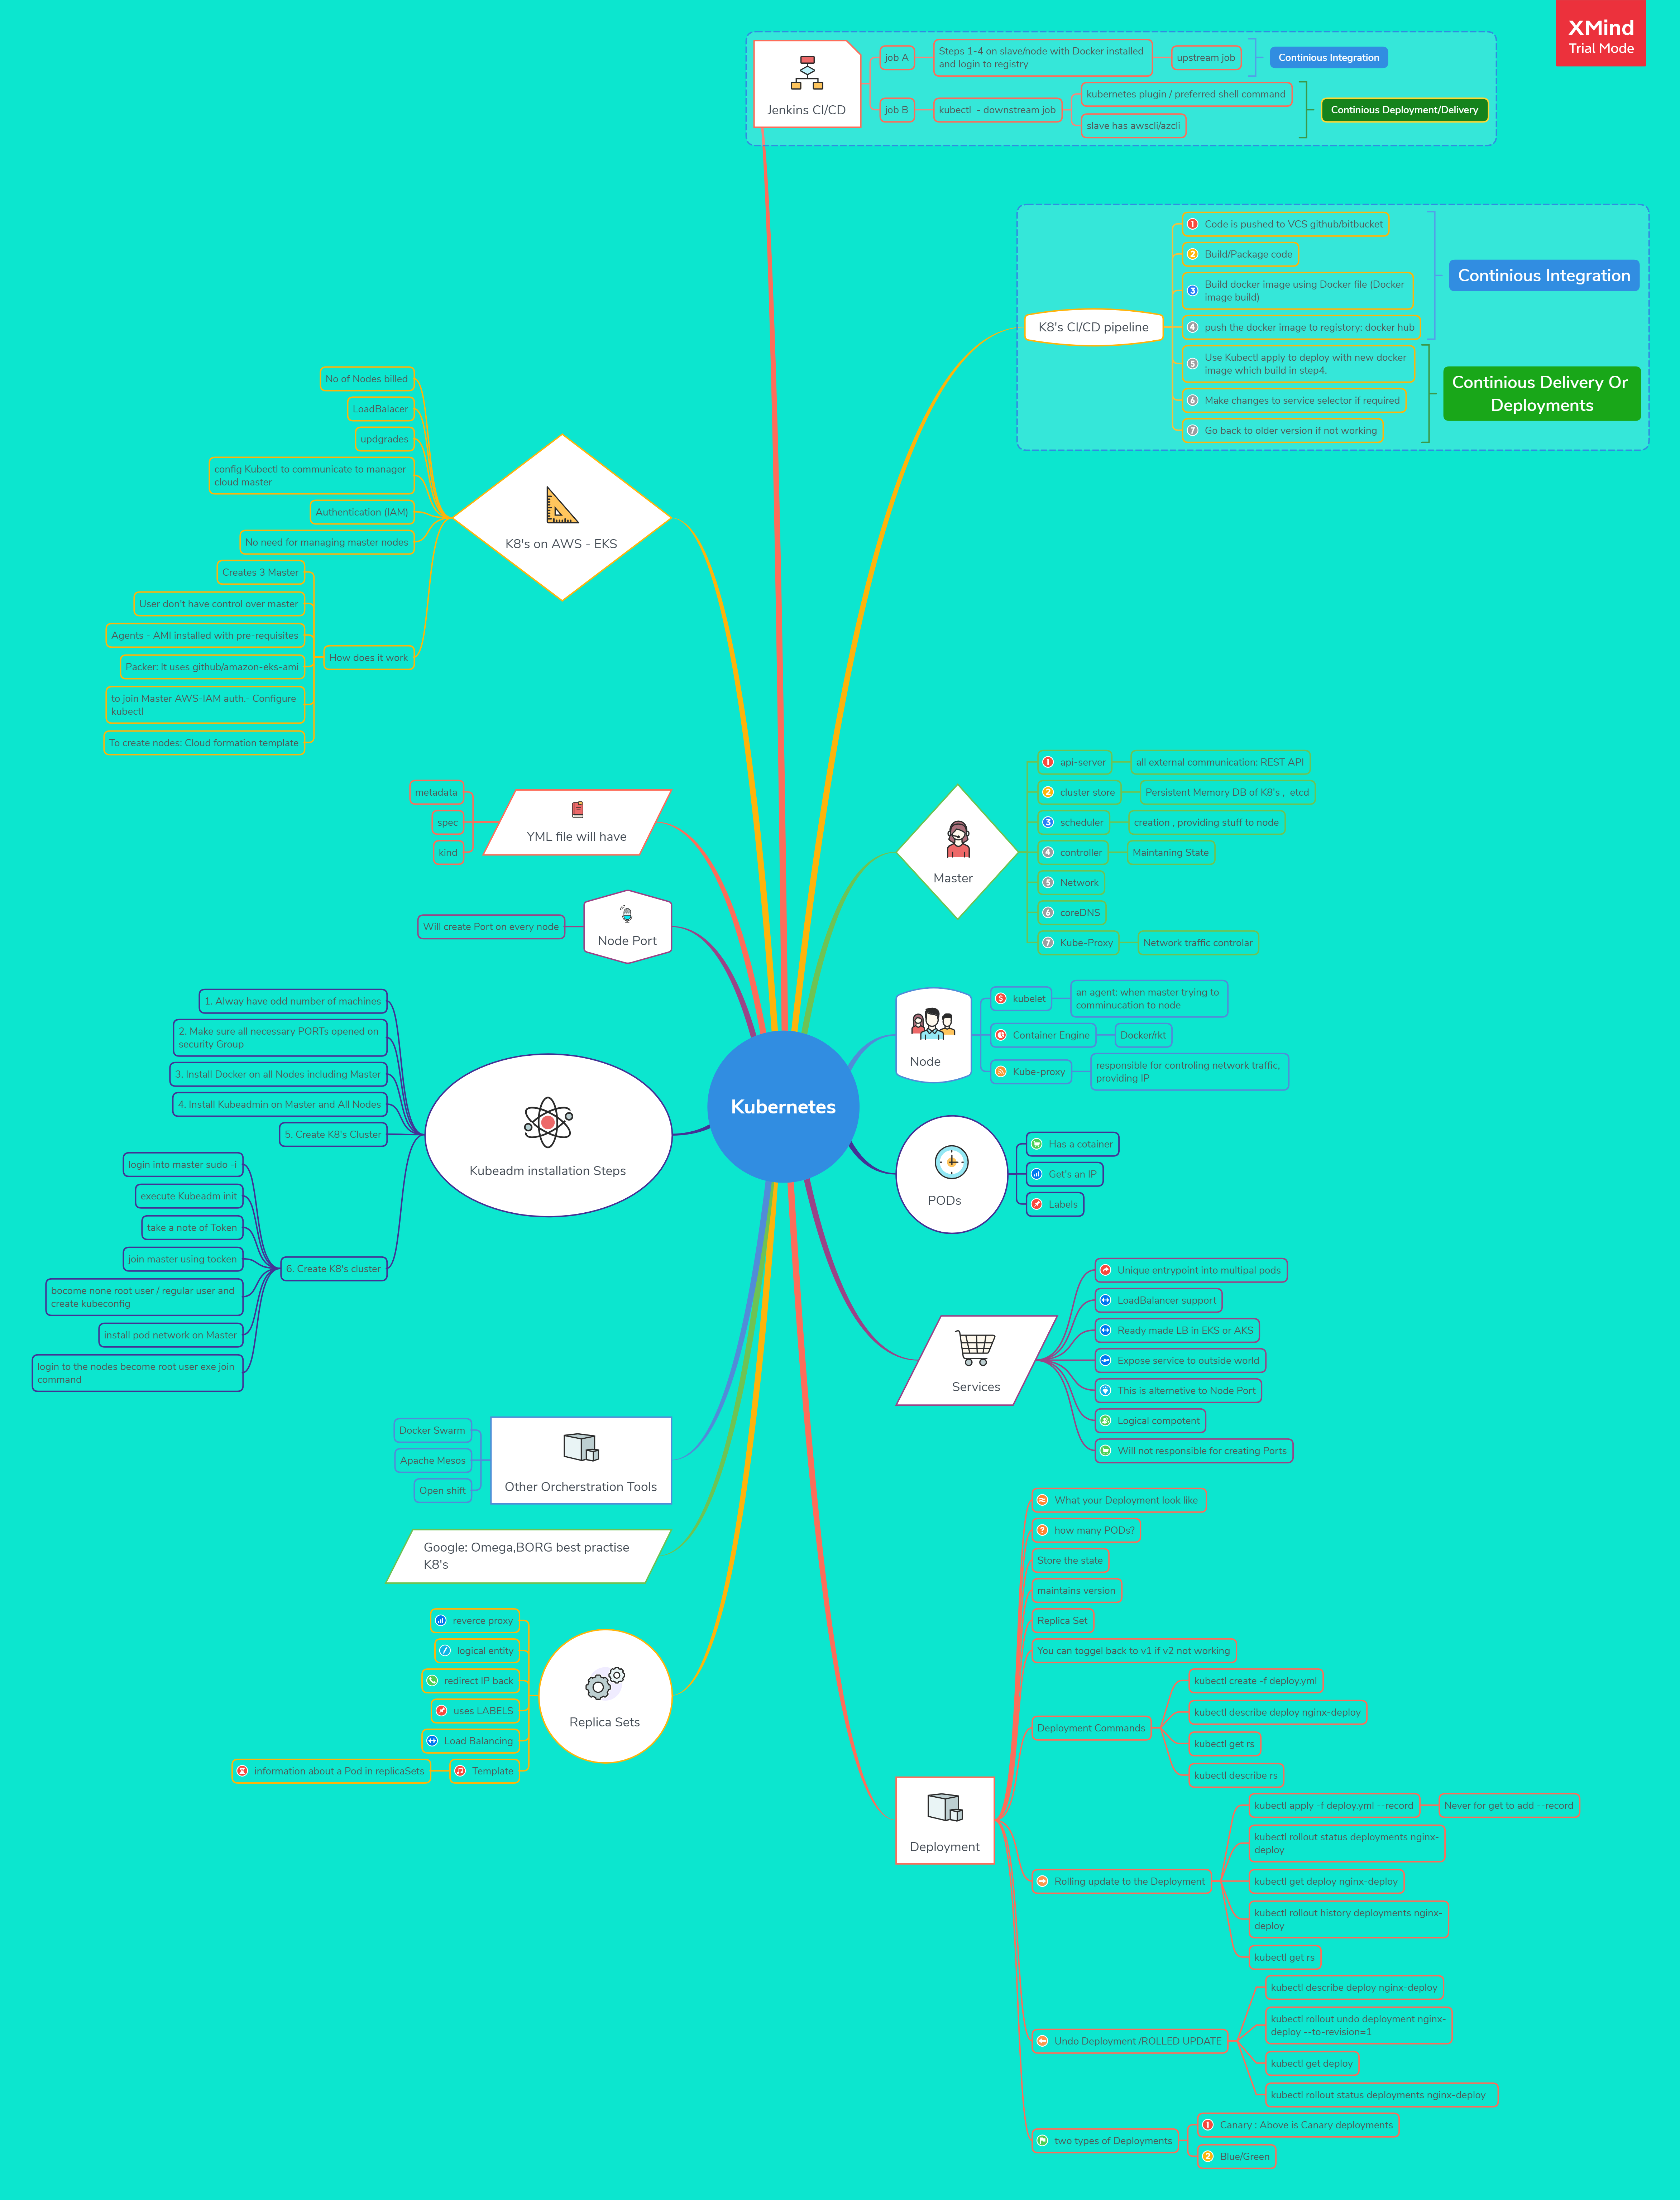 XMind
Trial Mode
Jenkins CI/CD
job A
Steps 1-4 on slave/node with Docker installed
and login to registry
upstream job
Continious Integration
job B
kubectl - downstream job
kubernetes plugin / preferred shell command
slave has awscli/azcli
Continious Deployment/Delivery
K8's CI/CD pipeline
1 Code is pushed to VCS github/bitbucket
2 Build/Package code
3 Build docker image using Docker file (Docker
image build)
4 push the docker image to registory: docker hub
Continious Integration
5 Use Kubectl apply to deploy with new docker
image which build in step4.
6 Make changes to service selector if required
7 Go back to older version if not working
Continious Delivery Or
Deployments
K8's on AWS - EKS
No of Nodes billed
LoadBalacer
updgrades
config Kubectl to communicate to manager
cloud master
Authentication (IAM)
No need for managing master nodes
How does it work
Creates 3 Master
User don't have control over master
Agents - AMI installed with pre-requisites
Packer: It uses github/amazon-eks-ami
to join Master AWS-IAM auth.- Configure
kubectl
To create nodes: Cloud formation template
YML file will have
metadata
spec
kind
Node Port
Will create Port on every node
Master
1 api-server
all external communication: REST API
2 cluster store
Persistent Memory DB of K8's , etcd
3 scheduler
creation , providing stuff to node
4 controller
Maintaning State
5 Network
6 coreDNS
7 Kube-Proxy
Network traffic controlar
Node
$ kubelet
an agent: when master trying to
comminucation to node
Container Engine
Docker/rkt
Kube-proxy
responsible for controling network traffic,
providing IP
Kubernetes
Kubeadm installation Steps
1. Alway have odd number of machines
2. Make sure all necessary PORTs opened on
security Group
3. Install Docker on all Nodes including Master
4. Install Kubeadmin on Master and All Nodes
5. Create K8's Cluster
6. Create K8's cluster
login into master sudo -i
execute Kubeadm init
take a note of Token
join master using tocken
bocome none root user / regular user and
create kubeconfig
install pod network on Master
login to the nodes become root user exe join
command
PODs
Has a cotainer
Get's an IP
Labels
Services
Unique entrypoint into multipal pods
LoadBalancer support
Ready made LB in EKS or AKS
Expose service to outside world
This is alternetive to Node Port
Logical compotent
Will not responsible for creating Ports
Other Orcherstration Tools
Docker Swarm
Apache Mesos
Open shift
Google: Omega,BORG best practise
K8's
Replica Sets
reverce proxy
logical entity
redirect IP back
uses LABELS
Load Balancing
Template
information about a Pod in replicaSets
Deployment
What your Deployment look like
? how many PODs?
Store the state
maintains version
Replica Set
You can toggel back to v1 if v2 not working
Deployment Commands
kubectl create -f deploy.yml
kubectl describe deploy nginx-deploy
kubectl get rs
kubectl describe rs
Rolling update to the Deployment
kubectl apply -f deploy.yml --record
Never for get to add --record
kubectl rollout status deployments nginx-
deploy
kubectl get deploy nginx-deploy
kubectl rollout history deployments nginx-
deploy
kubectl get rs
Undo Deployment /ROLLED UPDATE
kubectl describe deploy nginx-deploy
kubectl rollout undo deployment nginx-
deploy --to-revision=1
kubectl get deploy
kubectl rollout status deployments nginx-deploy
two types of Deployments
1 Canary : Above is Canary deployments
2 Blue/Green